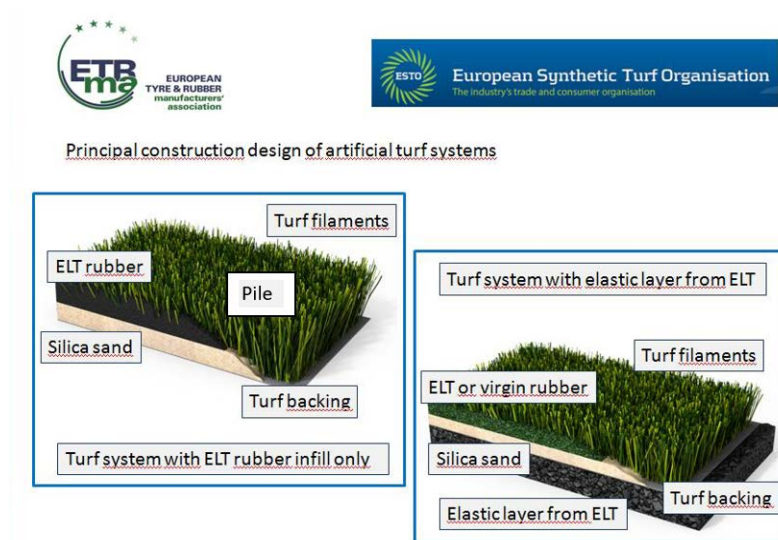 ETR
ma
EUROPEAN
TYRE & RUBBER
manufacturers'
association
ESTO
European Synthetic Turf Organisation
The industry's trade and consumer organisation
Principal construction design of artificial turf systems
Turf filaments
ELT rubber
Pile
Silica sand
Turf backing
Turf system with ELT rubber infill only
Turf system with elastic layer from ELT
Turf filaments
ELT or virgin rubber
Silica sand
Turf backing
Elastic layer from ELT